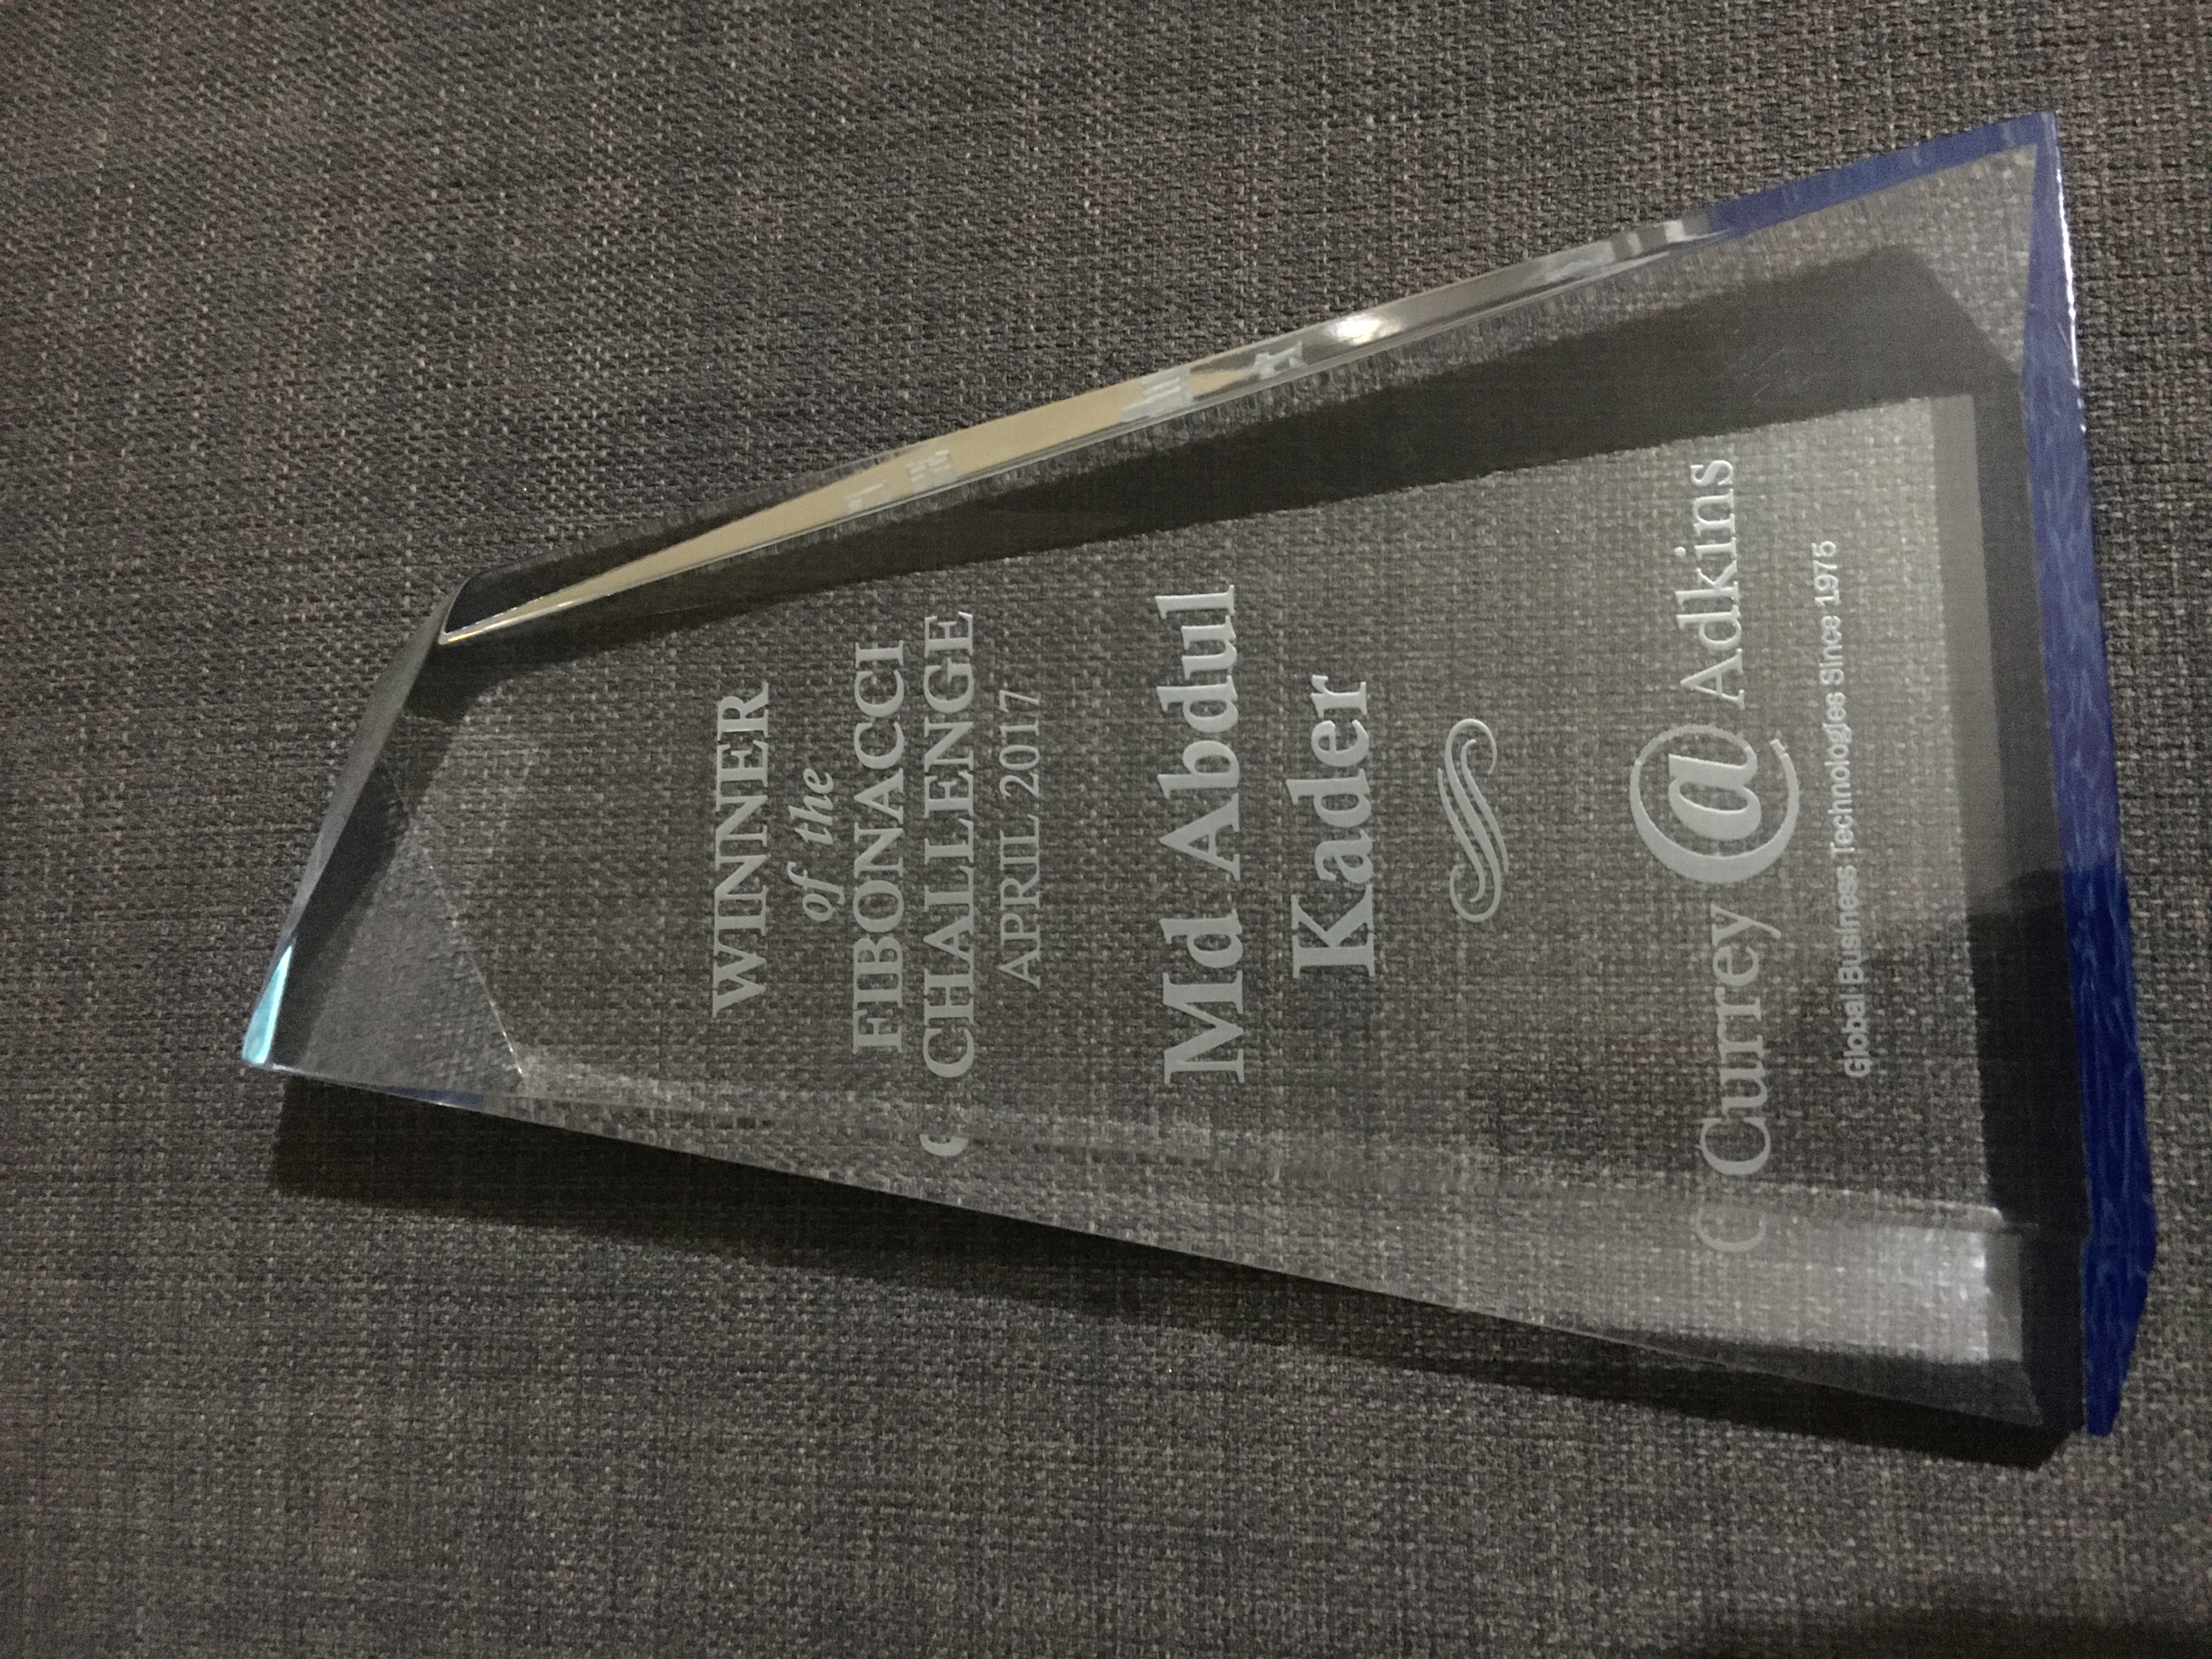 WINNER
of the
FIBONACCI
CHALLENGE
APRIL 2017
Md Abdul
Kader
Currey @ Adkins
Global Business Technologies Since 1975